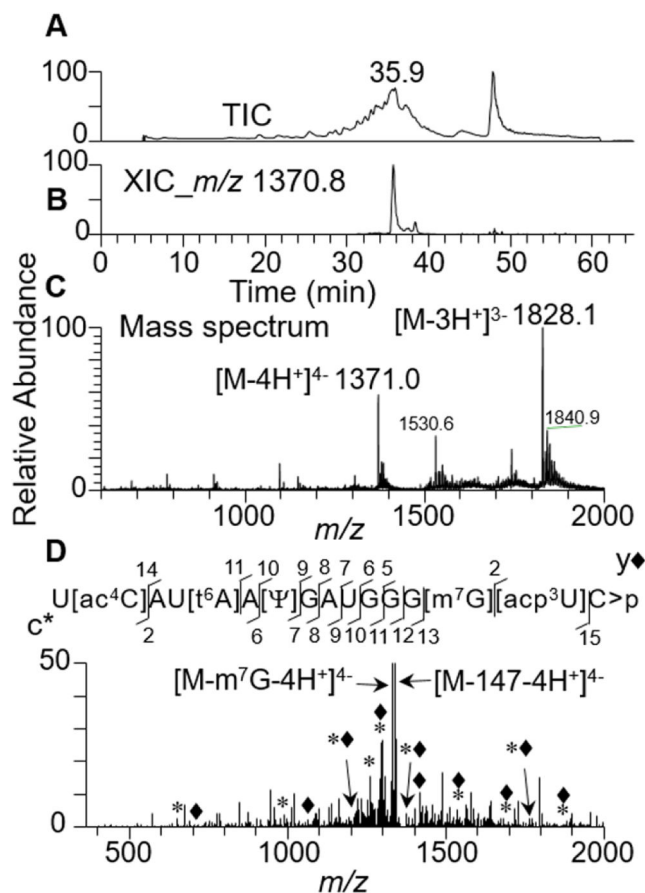 A
100
35.9
TIC
0
B
100
XIC_m/z 1370.8
0
0 10 20 30 40 50 60
Time (min)
Relative Abundance
C
100
Mass spectrum
[M-3H⁺]³⁻ 1828.1
[M-4H⁺]⁴⁻ 1371.0
1530.6
1840.9
0
1000 1500 2000
m/z
D
14 11 10 9 8 7 6 5 2 y♦
U[ac⁴C]AU[t⁶A]A[Ψ]GAUGGG[m⁷G][acp³U]C>p
c* 2 6 7 8 9 10 11 12 13 15
50
[M-m⁷G-4H⁺]⁴⁻ [M-147-4H⁺]⁴⁻
♦
* *♦ * *♦ *♦
* ♦ * ♦ ♦ ♦ ♦ ♦
* *
0
500 1000 1500 2000
m/z